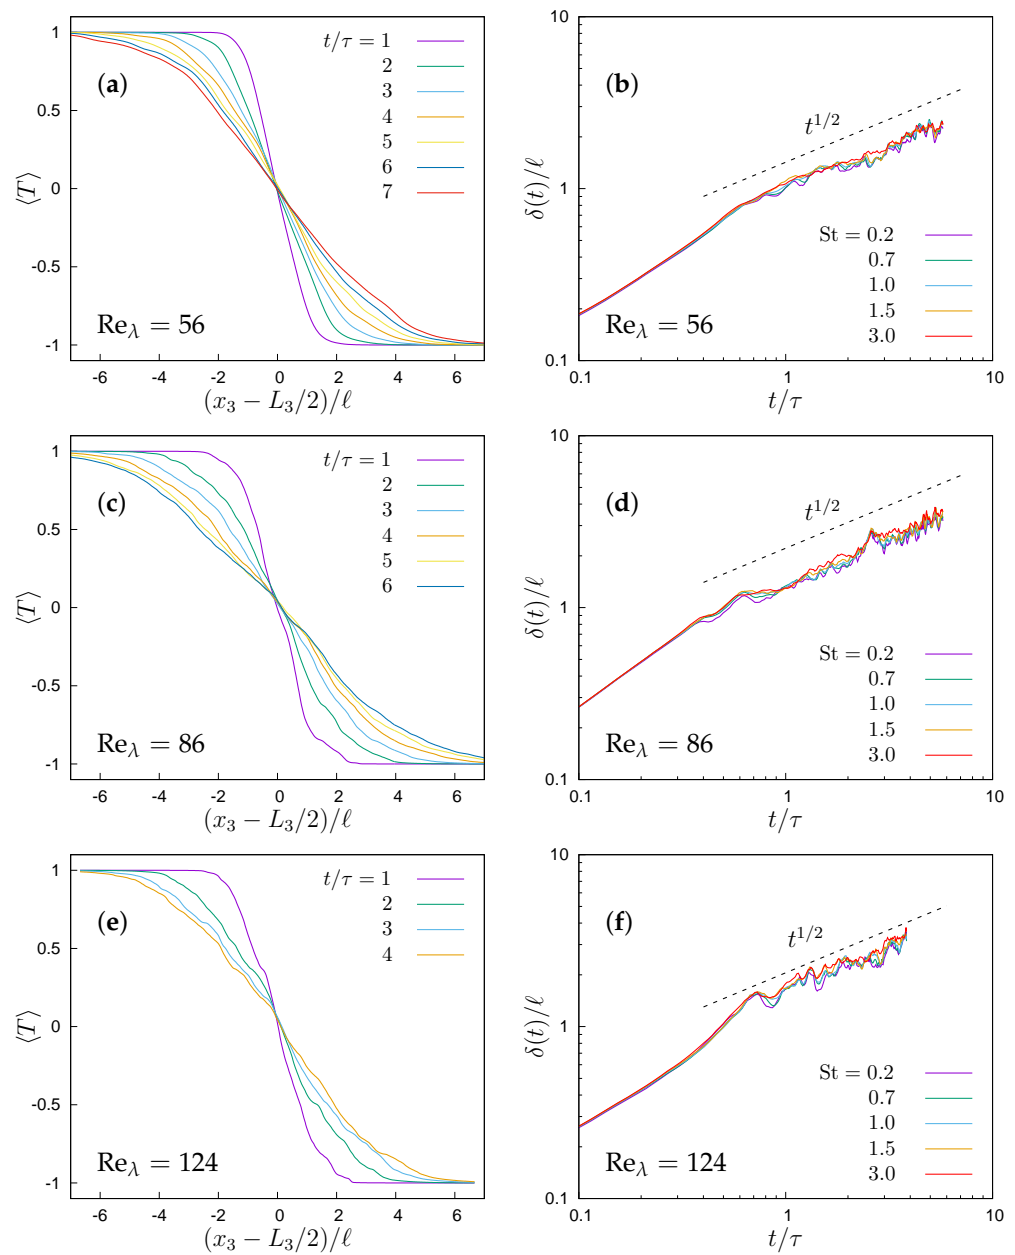 (a)
⟨T⟩
1
0.5
0
-0.5
-1
t/τ = 1
2
3
4
5
6
7
Re_λ = 56
-6 -4 -2 0 2 4 6
(x_3 − L_3/2)/ℓ
(b)
δ(t)/ℓ
10
1
0.1
t^{1/2}
St = 0.2
0.7
1.0
1.5
3.0
Re_λ = 56
0.1 1 10
t/τ
(c)
⟨T⟩
1
0.5
0
-0.5
-1
t/τ = 1
2
3
4
5
6
Re_λ = 86
-6 -4 -2 0 2 4 6
(x_3 − L_3/2)/ℓ
(d)
δ(t)/ℓ
10
1
0.1
t^{1/2}
St = 0.2
0.7
1.0
1.5
3.0
Re_λ = 86
0.1 1 10
t/τ
(e)
⟨T⟩
1
0.5
0
-0.5
-1
t/τ = 1
2
3
4
Re_λ = 124
-6 -4 -2 0 2 4 6
(x_3 − L_3/2)/ℓ
(f)
δ(t)/ℓ
10
1
0.1
t^{1/2}
St = 0.2
0.7
1.0
1.5
3.0
Re_λ = 124
0.1 1 10
t/τ